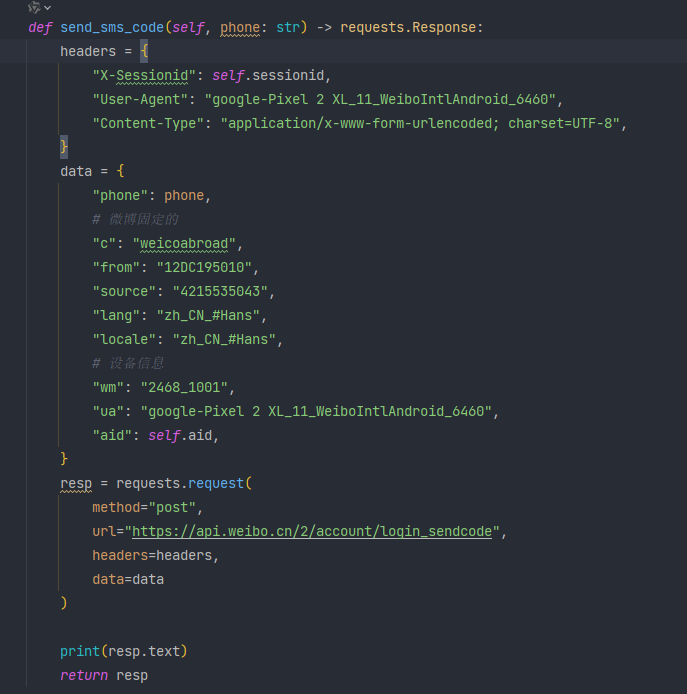 def send_sms_code(self, phone: str) -> requests.Response:
    headers = {
        "X-Sessionid": self.sessionid,
        "User-Agent": "google-Pixel 2 XL_11_WeiboIntlAndroid_6460",
        "Content-Type": "application/x-www-form-urlencoded; charset=UTF-8",
    }
    data = {
        "phone": phone,
        # 微博固定的
        "c": "weicoabroad",
        "from": "12DC195010",
        "source": "4215535043",
        "lang": "zh_CN_#Hans",
        "locale": "zh_CN_#Hans",
        # 设备信息
        "wm": "2468_1001",
        "ua": "google-Pixel 2 XL_11_WeiboIntlAndroid_6460",
        "aid": self.aid,
    }
    resp = requests.request(
        method="post",
        url="https://api.weibo.cn/2/account/login_sendcode",
        headers=headers,
        data=data
    )

    print(resp.text)
    return resp